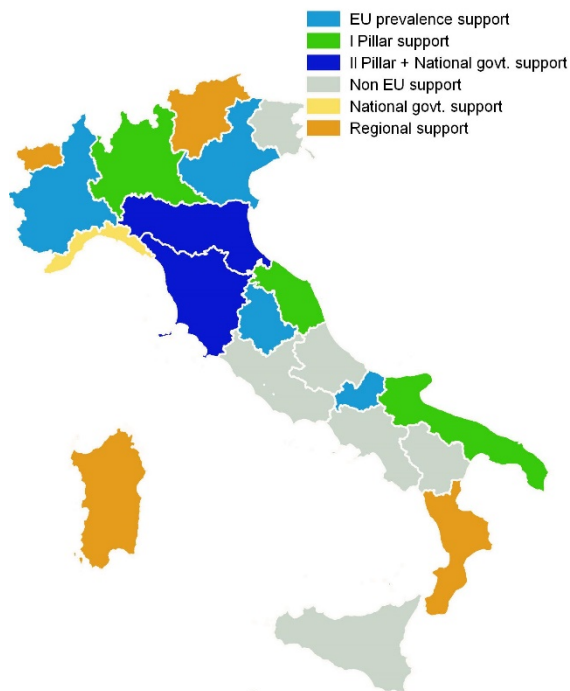 EU prevalence support
I Pillar support
II Pillar + National govt. support
Non EU support
National govt. support
Regional support